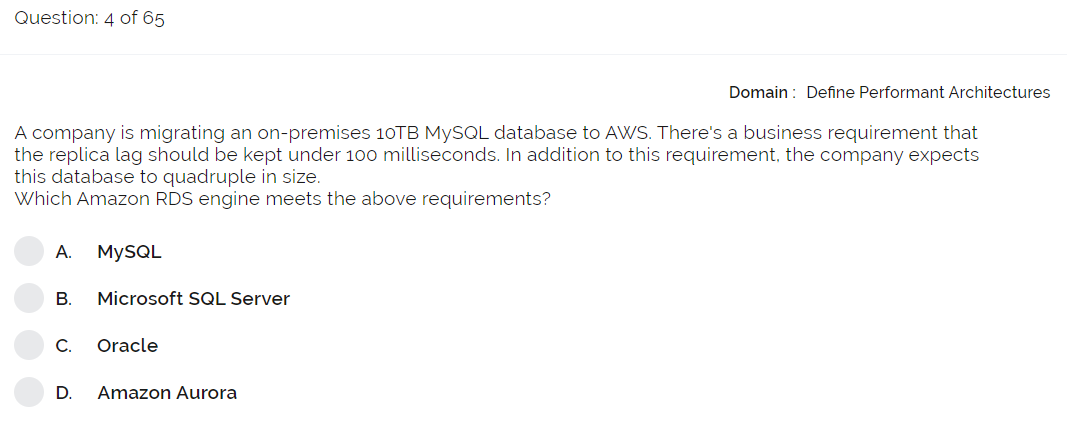 Question: 4 of 65
Domain : Define Performant Architectures
A company is migrating an on-premises 10TB MySQL database to AWS. There's a business requirement that
the replica lag should be kept under 100 milliseconds. In addition to this requirement, the company expects
this database to quadruple in size.
Which Amazon RDS engine meets the above requirements?
A. MySQL
B. Microsoft SQL Server
C. Oracle
D. Amazon Aurora